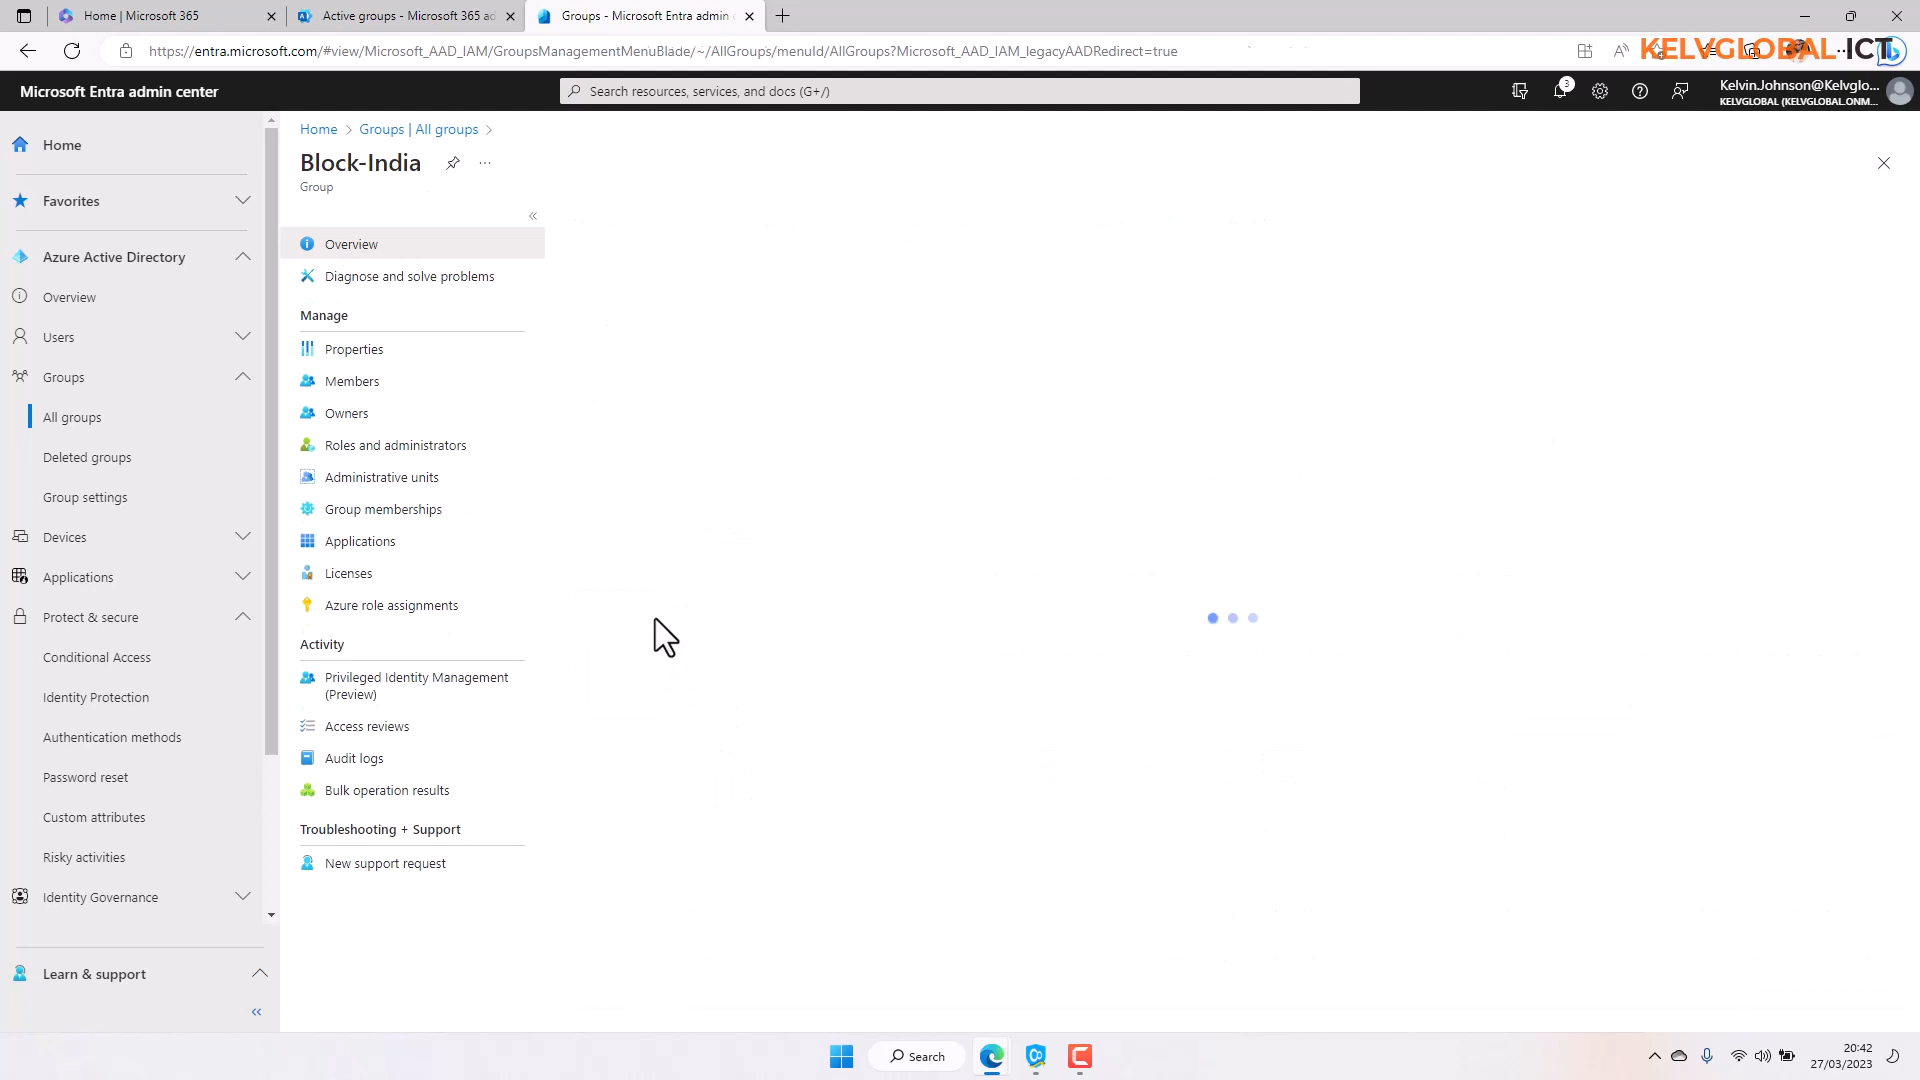 Home | Microsoft 365
Active groups - Microsoft 365 ad
Groups - Microsoft Entra admin
https://entra.microsoft.com/#view/Microsoft_AAD_IAM/GroupsManagementMenuBlade/~/AllGroups/menuId/AllGroups?Microsoft_AAD_IAM_legacyAADRedirect=true
KELVGLOBAL ICT
Microsoft Entra admin center
Search resources, services, and docs (G+/)
3
Kelvin.Johnson@Kelvglo...
KELVGLOBAL (KELVGLOBAL.ONM...
Home
Favorites
Azure Active Directory
Overview
Users
Groups
All groups
Deleted groups
Group settings
Devices
Applications
Protect & secure
Conditional Access
Identity Protection
Authentication methods
Password reset
Custom attributes
Risky activities
Identity Governance
Learn & support
Home > Groups | All groups >
Block-India
Group
Overview
Diagnose and solve problems
Manage
Properties
Members
Owners
Roles and administrators
Administrative units
Group memberships
Applications
Licenses
Azure role assignments
Activity
Privileged Identity Management
(Preview)
Access reviews
Audit logs
Bulk operation results
Troubleshooting + Support
New support request
Search
20:42
27/03/2023